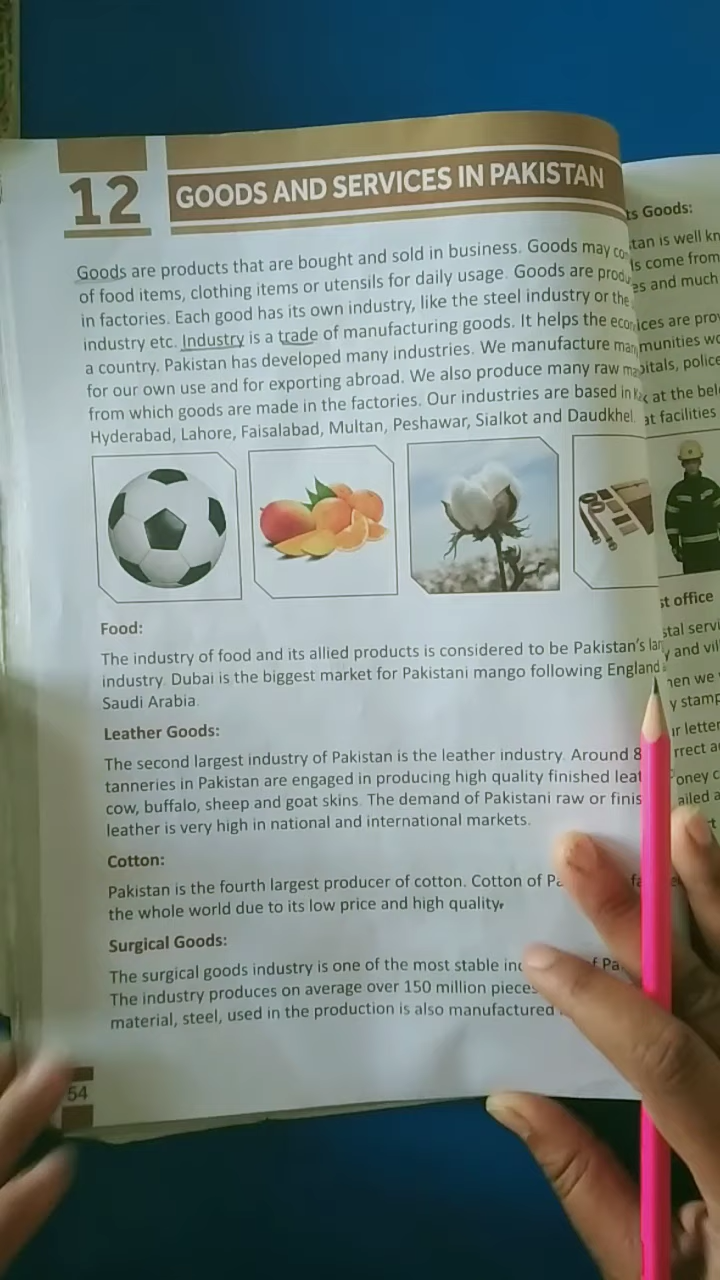 12
GOODS AND SERVICES IN PAKISTAN
Goods are products that are bought and sold in business. Goods may
of food items, clothing items or utensils for daily usage. Goods are
in factories. Each good has its own industry, like the steel industry or the
industry etc. Industry is a trade of manufacturing goods. It helps the
a country. Pakistan has developed many industries. We manufacture
for our own use and for exporting abroad. We also produce many raw
from which goods are made in the factories. Our industries are based in
Hyderabad, Lahore, Faisalabad, Multan, Peshawar, Sialkot and Daudkhel.
Food:
The industry of food and its allied products is considered to be Pakistan's
industry. Dubai is the biggest market for Pakistani mango following England
Saudi Arabia.
Leather Goods:
The second largest industry of Pakistan is the leather industry. Around
tanneries in Pakistan are engaged in producing high quality finished
cow, buffalo, sheep and goat skins. The demand of Pakistani raw or
leather is very high in national and international markets.
Cotton:
Pakistan is the fourth largest producer of cotton. Cotton of
the whole world due to its low price and high quality.
Surgical Goods:
The surgical goods industry is one of the most stable
The industry produces on average over 150 million pieces
material, steel, used in the production is also manufactured
54
Goods:
is well
come from
and much
are
at the
at facilities
office
and
we
letter